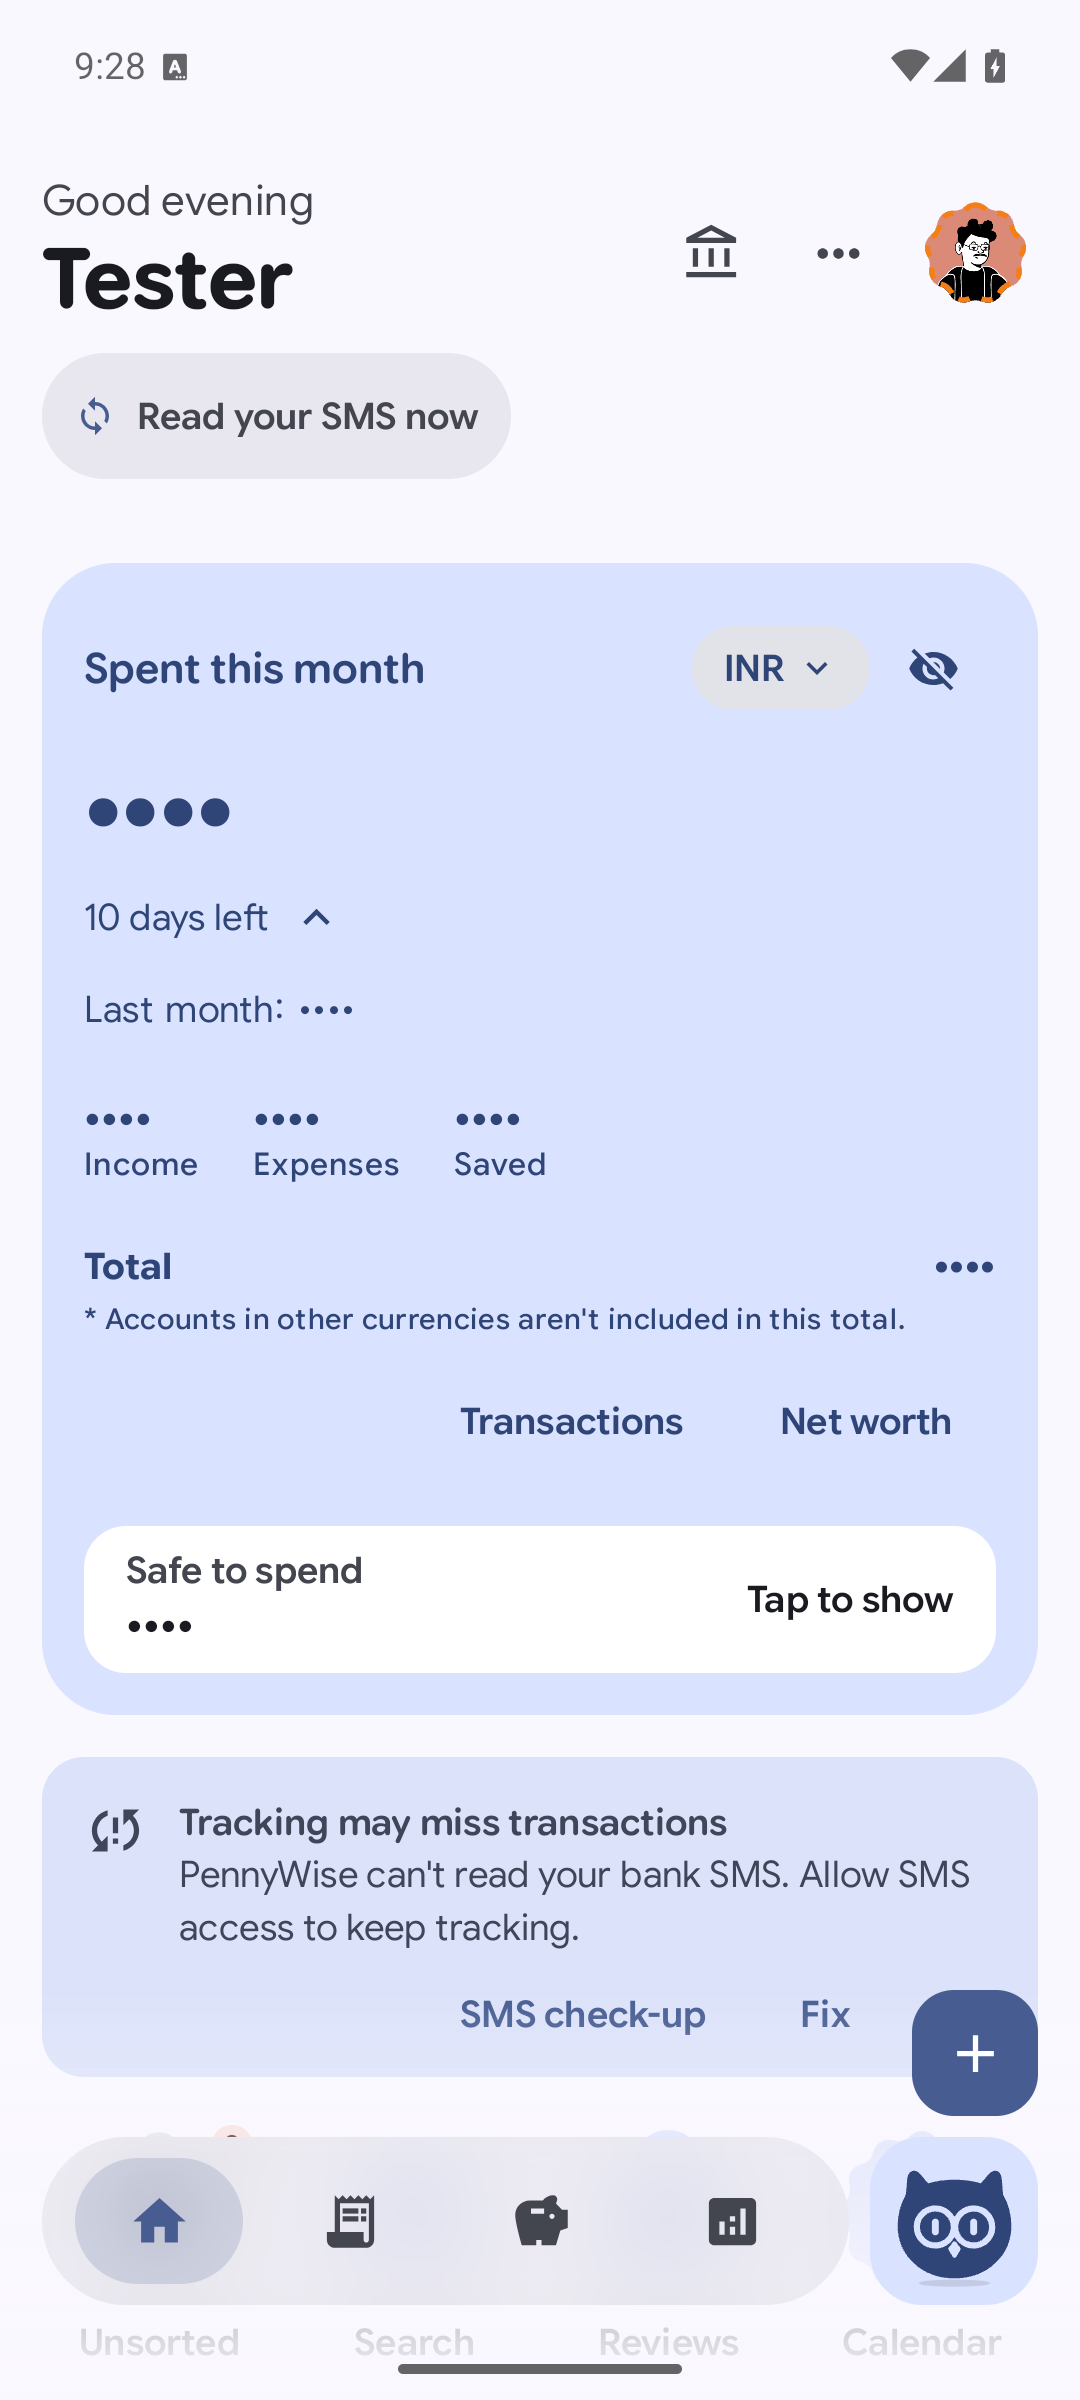 9:28
Good evening
Tester
Read your SMS now
Spent this month
INR
••••
10 days left
Last month: ••••
•••• •••• ••••
Income Expenses Saved
Total ••••
* Accounts in other currencies aren't included in this total.
Transactions Net worth
Safe to spend
••••
Tap to show
Tracking may miss transactions
PennyWise can't read your bank SMS. Allow SMS
access to keep tracking.
SMS check-up Fix
Unsorted Search Reviews Calendar